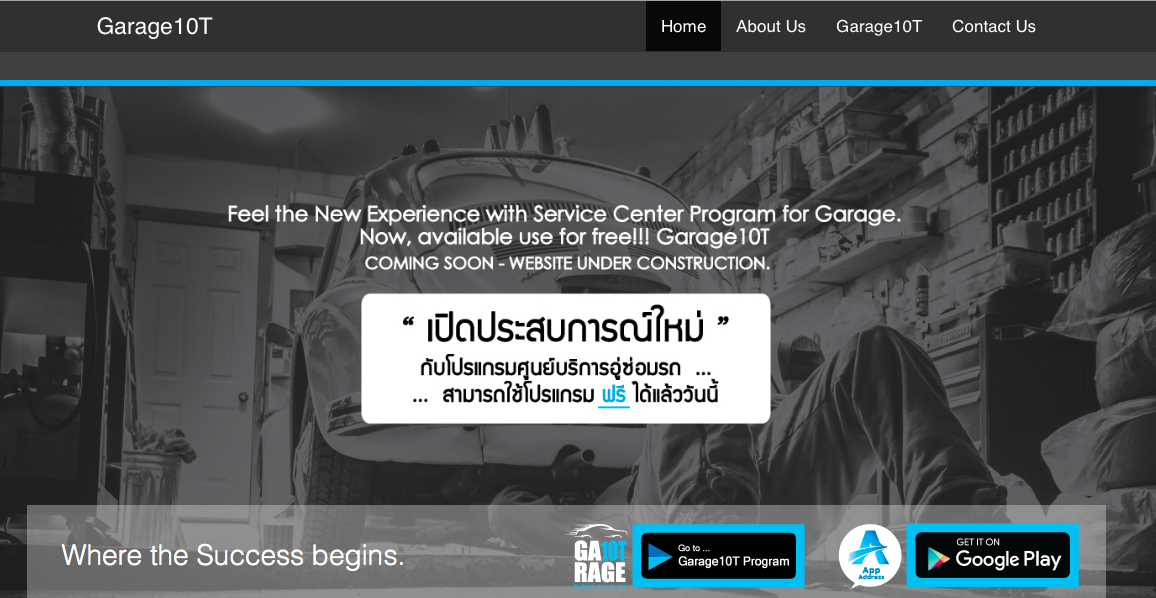 Garage10T
Home About Us Garage10T Contact Us
Feel the New Experience with Service Center Program for Garage.
Now, available use for free!!! Garage10T
COMING SOON - WEBSITE UNDER CONSTRUCTION.
“ เปิดประสบการณ์ใหม่ ”
กับโปรแกรมศูนย์บริการอู่ซ่อมรถ ...
... สามารถใช้โปรแกรม ฟรี ได้แล้ววันนี้
Where the Success begins.
GA10T
RAGE
Go to ...
Garage10T Program
App
Address
GET IT ON
Google Play